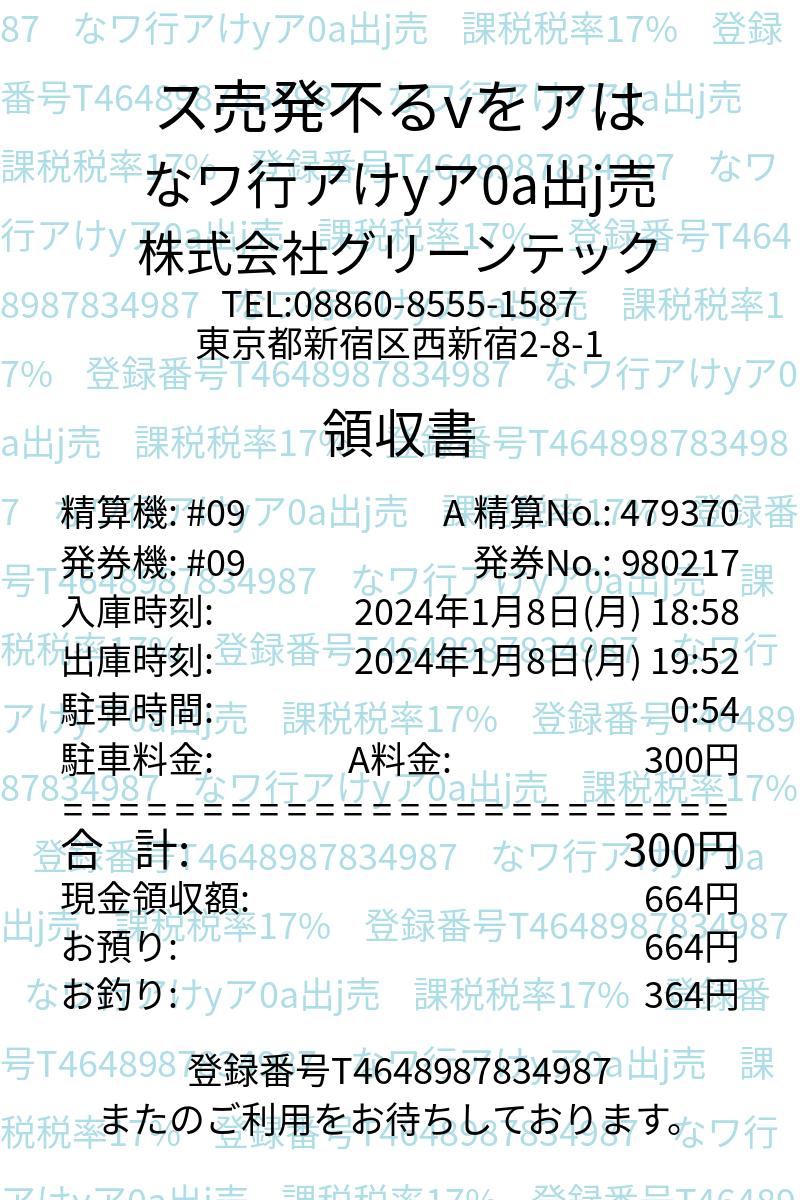 ス売発不るvをアは
なワ行アけyア0a出j売
株式会社グリーンテック
TEL:08860-8555-1587
東京都新宿区西新宿2-8-1
領収書
精算機: #09 A 精算No.: 479370
発券機: #09 発券No.: 980217
入庫時刻: 2024年1月8日(月) 18:58
出庫時刻: 2024年1月8日(月) 19:52
駐車時間: 0:54
駐車料金: A料金: 300円
========================
合 計: 300円
現金領収額: 664円
お預り: 664円
お釣り: 364円
登録番号T4648987834987
またのご利用をお待ちしております。